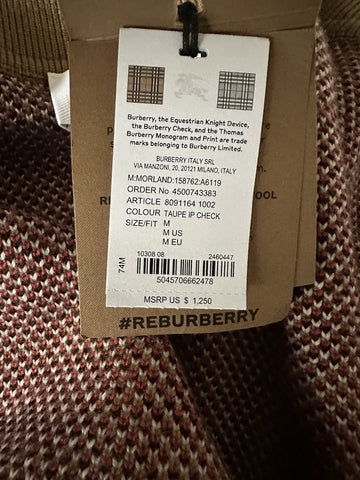 Burberry, the Equestrian Knight Device,
the Burberry Check, and the Thomas
Burberry Monogram and Print are trade
marks belonging to Burberry Limited.
BURBERRY ITALY SRL
VIA MANZONI, 20, 20121 MILANO, ITALY
M:MORLAND:158762:A6119
ORDER No 4500743383
ARTICLE 8091164 1002
COLOUR TAUPE IP CHECK
SIZE/FIT M
M US
M EU
74M
10308.08 2460447
5045706662478
MSRP US $ 1,250
#REBURBERRY